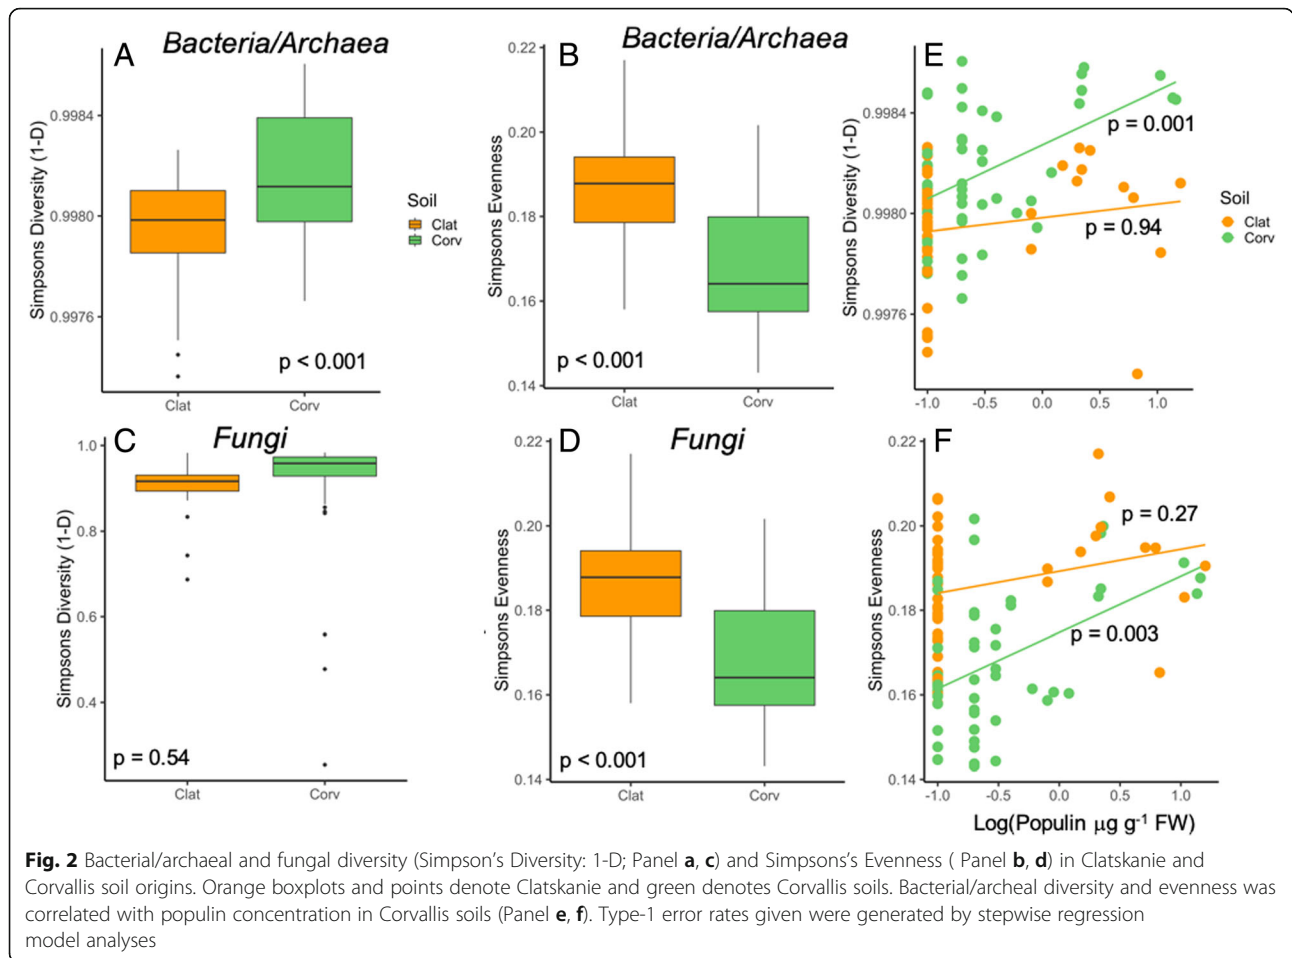 A
Bacteria/Archaea
Simpsons Diversity (1-D)
0.9984
0.9980
0.9976
p < 0.001
Clat
Corv
Soil
Clat
Corv
B
Bacteria/Archaea
Simpsons Evenness
0.22
0.20
0.18
0.16
0.14
p < 0.001
Clat
Corv
E
Simpsons Diversity (1-D)
0.9984
0.9980
0.9976
p = 0.001
p = 0.94
-1.0
-0.5
0.0
0.5
1.0
Soil
Clat
Corv
C
Fungi
Simpsons Diversity (1-D)
1.0
0.8
0.6
0.4
p = 0.54
Clat
Corv
D
Fungi
Simpsons Evenness
0.22
0.20
0.18
0.16
0.14
p < 0.001
Clat
Corv
F
Simpsons Evenness
0.22
0.20
0.18
0.16
0.14
p = 0.27
p = 0.003
-1.0
-0.5
0.0
0.5
1.0
Log(Populin μg g-1 FW)
Fig. 2 Bacterial/archaeal and fungal diversity (Simpson's Diversity: 1-D; Panel a, c) and Simpsons's Evenness ( Panel b, d) in Clatskanie and
Corvallis soil origins. Orange boxplots and points denote Clatskanie and green denotes Corvallis soils. Bacterial/archeal diversity and evenness was
correlated with populin concentration in Corvallis soils (Panel e, f). Type-1 error rates given were generated by stepwise regression
model analyses